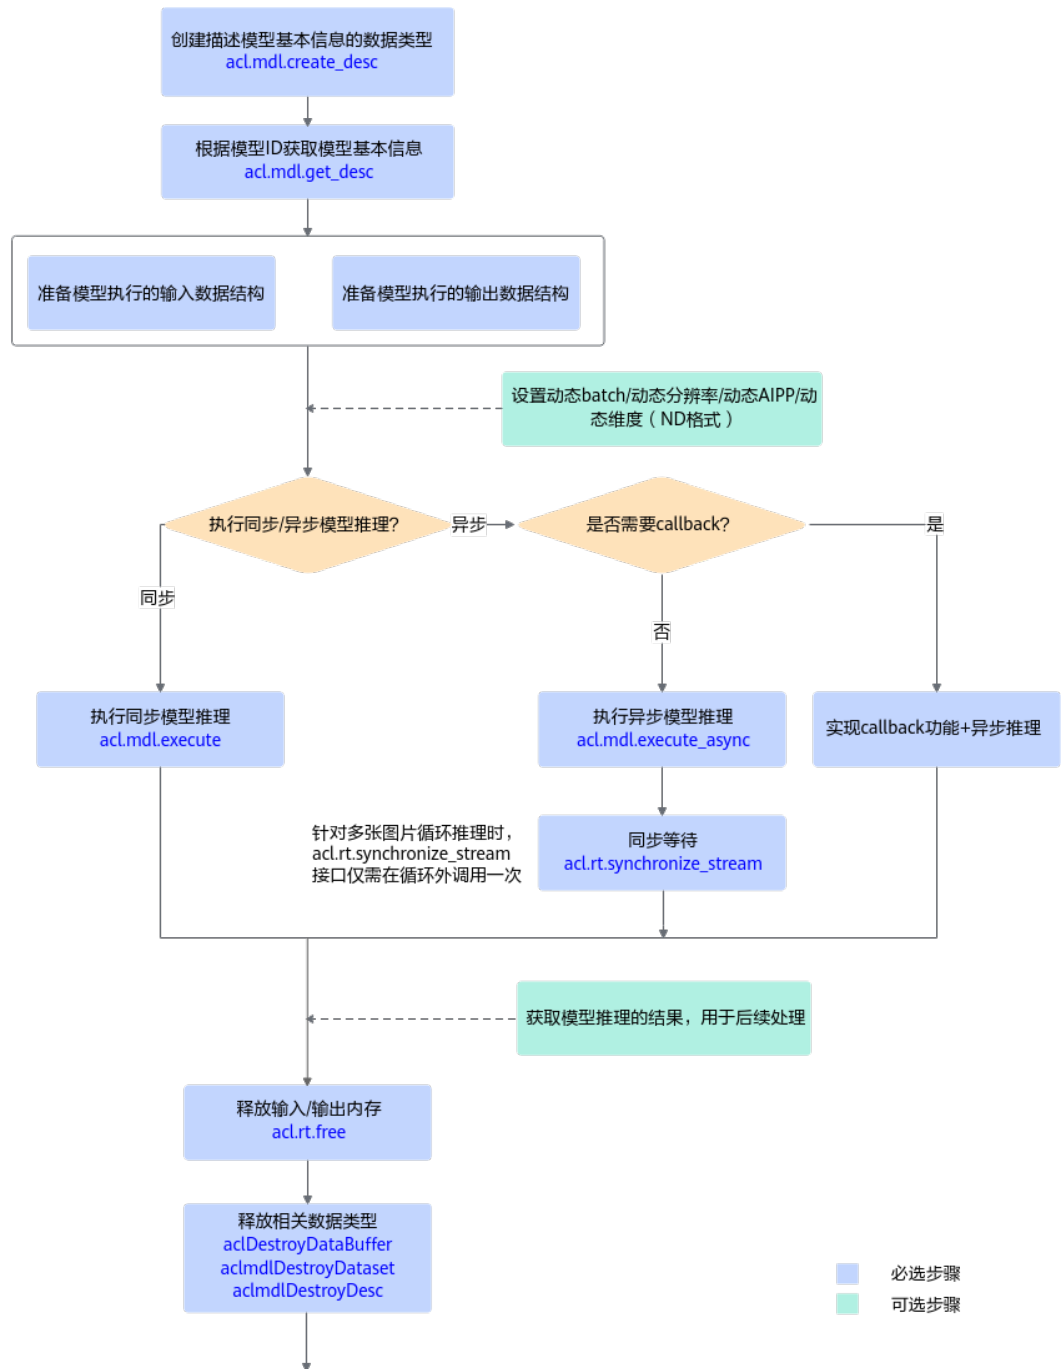 创建描述模型基本信息的数据类型
acl.mdl.create_desc
根据模型ID获取模型基本信息
acl.mdl.get_desc
准备模型执行的输入数据结构
准备模型执行的输出数据结构
设置动态batch/动态分辨率/动态AIPP/动
态维度（ND格式）
执行同步/异步模型推理?
异步
是否需要callback?
是
同步
否
执行同步模型推理
acl.mdl.execute
执行异步模型推理
acl.mdl.execute_async
实现callback功能+异步推理
针对多张图片循环推理时，
acl.rt.synchronize_stream
接口仅需在循环外调用一次
同步等待
acl.rt.synchronize_stream
获取模型推理的结果，用于后续处理
释放输入/输出内存
acl.rt.free
释放相关数据类型
aclDestroyDataBuffer
aclmdlDestroyDataset
aclmdlDestroyDesc
必选步骤
可选步骤